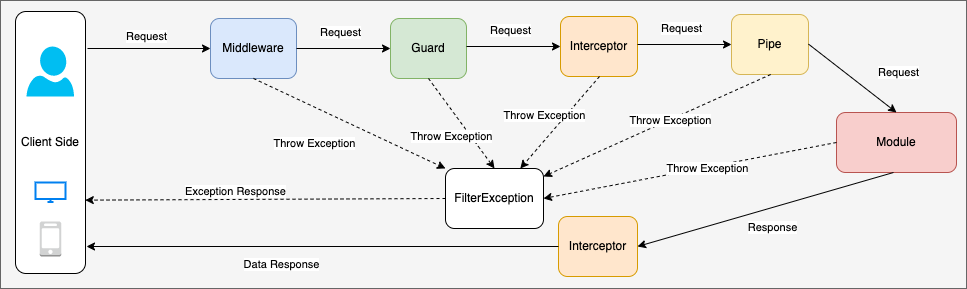 Request
Request
Request
Request
Middleware
Guard
Interceptor
Pipe
Request
Client Side
Throw Exception
Throw Exception
Throw Exception
Throw Exception
Module
Throw Exception
Exception Response
FilterException
Response
Interceptor
Data Response